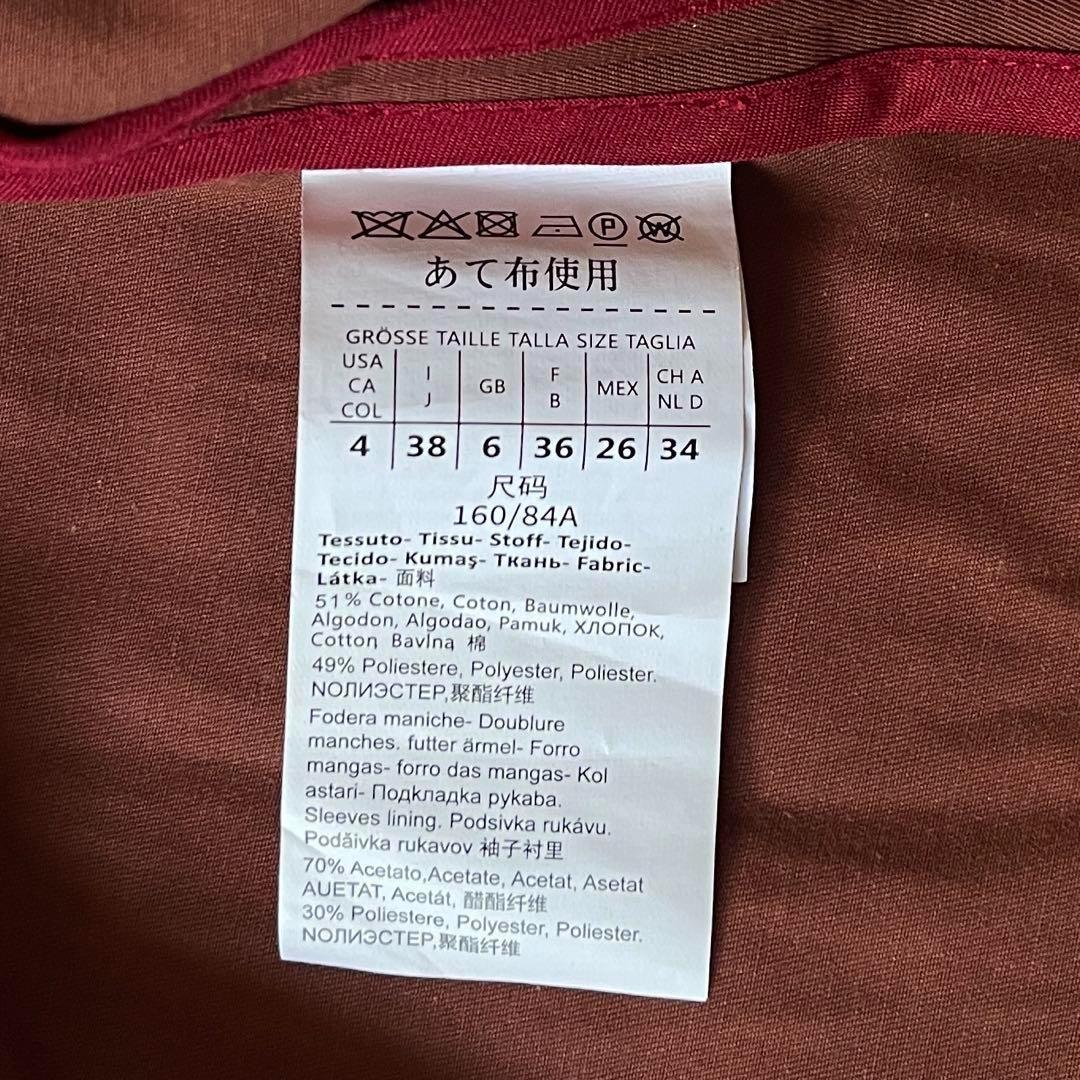 P W
あて布使用
GRÖSSE TAILLE TALLA SIZE TAGLIA
USA CA COL I J GB F B MEX CH A NL D
4 38 6 36 26 34
尺码
160/84A
Tessuto- Tissu- Stoff- Tejido-
Tecido- Kumaş- Ткань- Fabric-
Látka- 面料
51% Cotone, Coton, Baumwolle,
Algodon, Algodao, Pamuk, ХЛОПОК,
Cotton, Bavlna, 棉
49% Poliestere, Polyester, Poliester.
NOЛИЭСТЕР,聚酯纤维
Fodera maniche- Doublure
manches. futter ärmel- Forro
mangas- forro das mangas- Kol
astari- Подкладка рукаba.
Sleeves lining. Podsivka rukávu.
Podăivka rukavov 袖子衬里
70% Acetato,Acetate, Acetat, Asetat
AUETAT, Acetát, 醋酯纤维
30% Poliestere, Polyester, Poliester.
NOЛИЭСТЕР,聚酯纤维